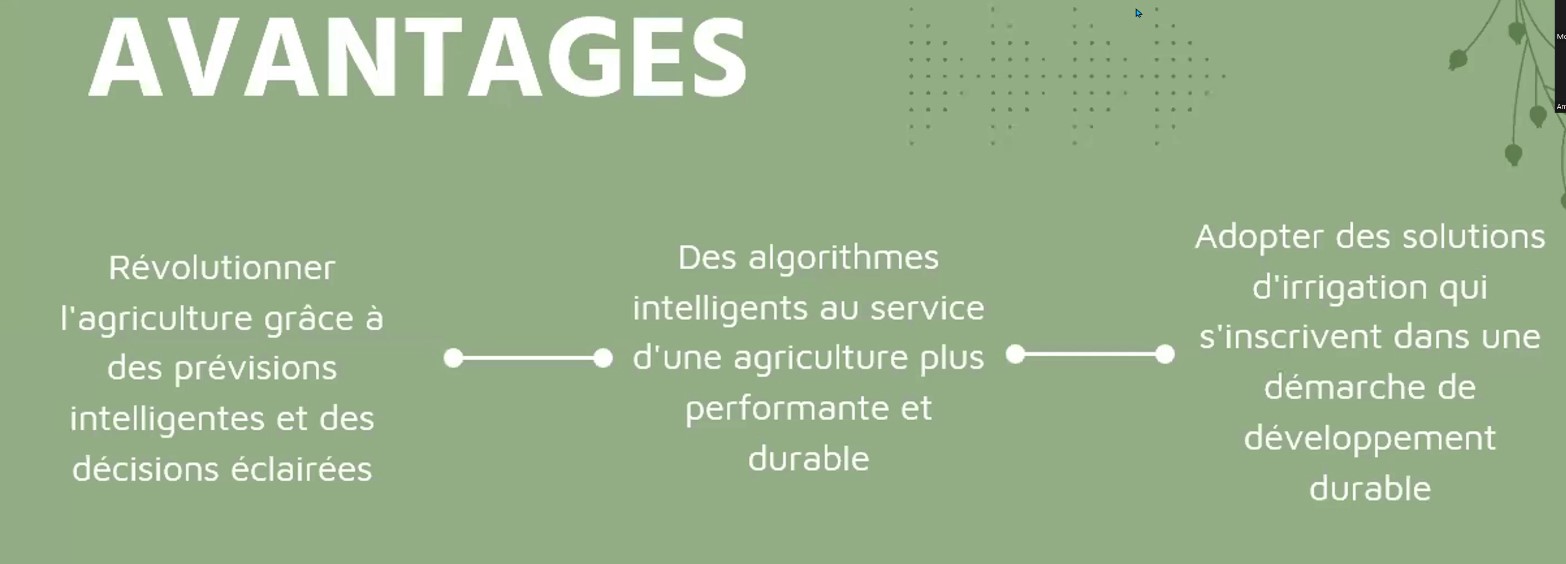 AVANTAGES
Révolutionner
l'agriculture grâce à
des prévisions
intelligentes et des
décisions éclairées
Des algorithmes
intelligents au service
d'une agriculture plus
performante et
durable
Adopter des solutions
d'irrigation qui
s'inscrivent dans une
démarche de
développement
durable